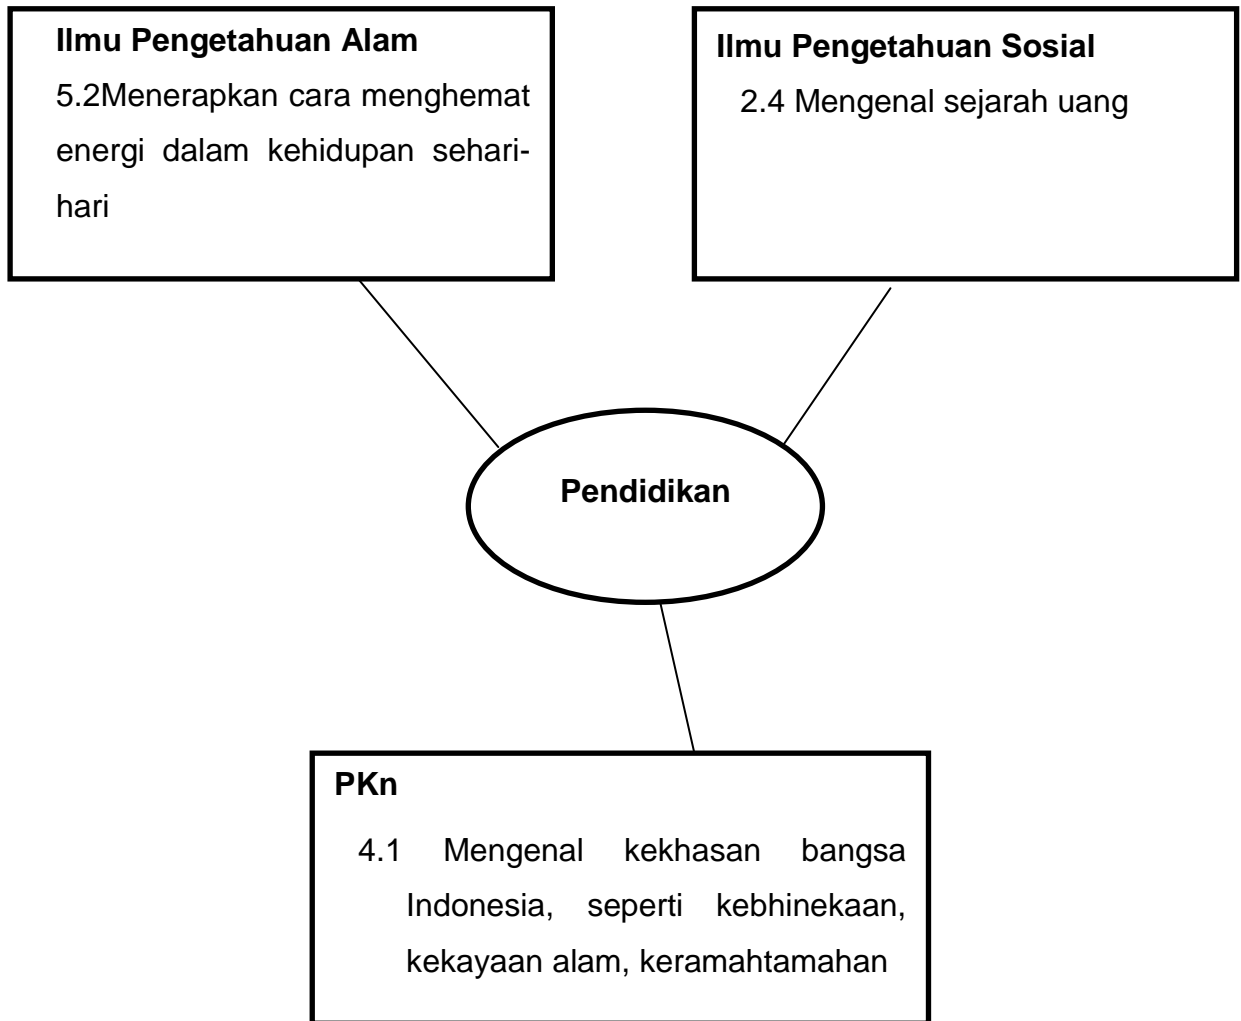 Ilmu Pengetahuan Alam
5.2Menerapkan cara menghemat
energi dalam kehidupan sehari-
hari
Ilmu Pengetahuan Sosial
2.4 Mengenal sejarah uang
Pendidikan
PKn
4.1 Mengenal kekhasan bangsa
Indonesia, seperti kebhinekaan,
kekayaan alam, keramahtamahan